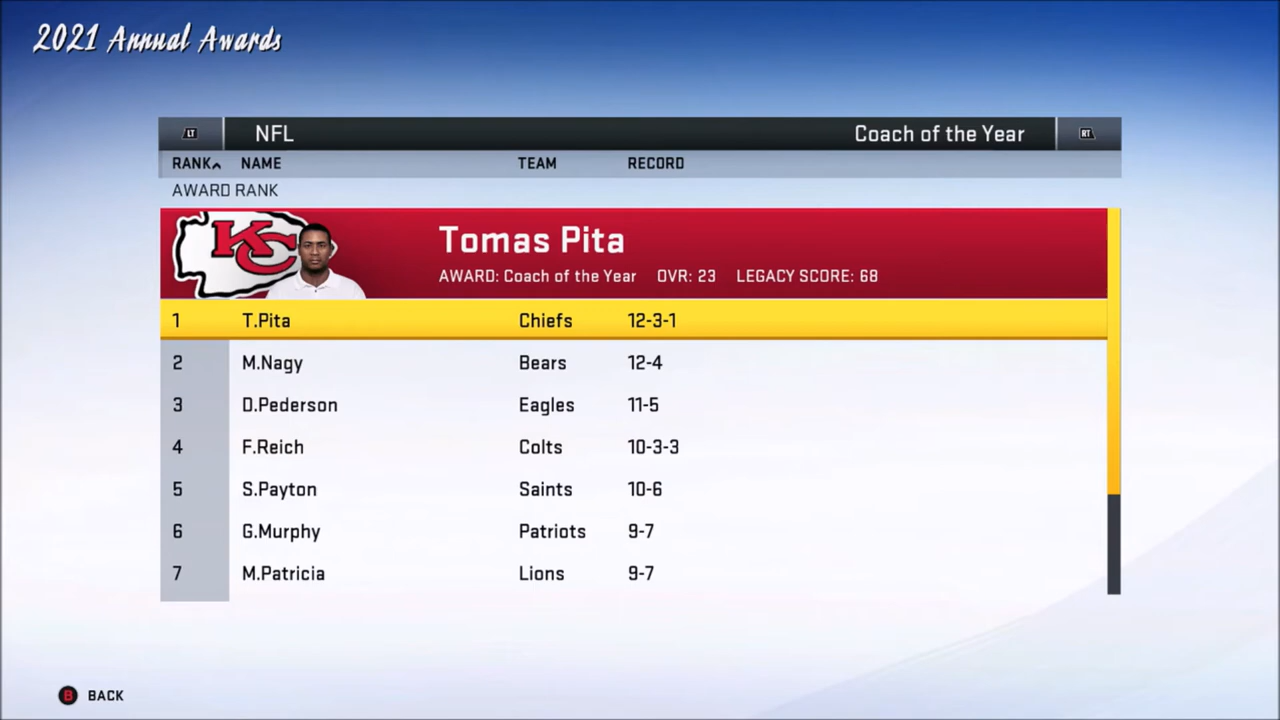 2021 Annual Awards
LT NFL Coach of the Year RT
RANK NAME TEAM RECORD
AWARD RANK
KC
Tomas Pita
AWARD: Coach of the Year OVR: 23 LEGACY SCORE: 68
1 T.Pita Chiefs 12-3-1
2 M.Nagy Bears 12-4
3 D.Pederson Eagles 11-5
4 F.Reich Colts 10-3-3
5 S.Payton Saints 10-6
6 G.Murphy Patriots 9-7
7 M.Patricia Lions 9-7
B BACK